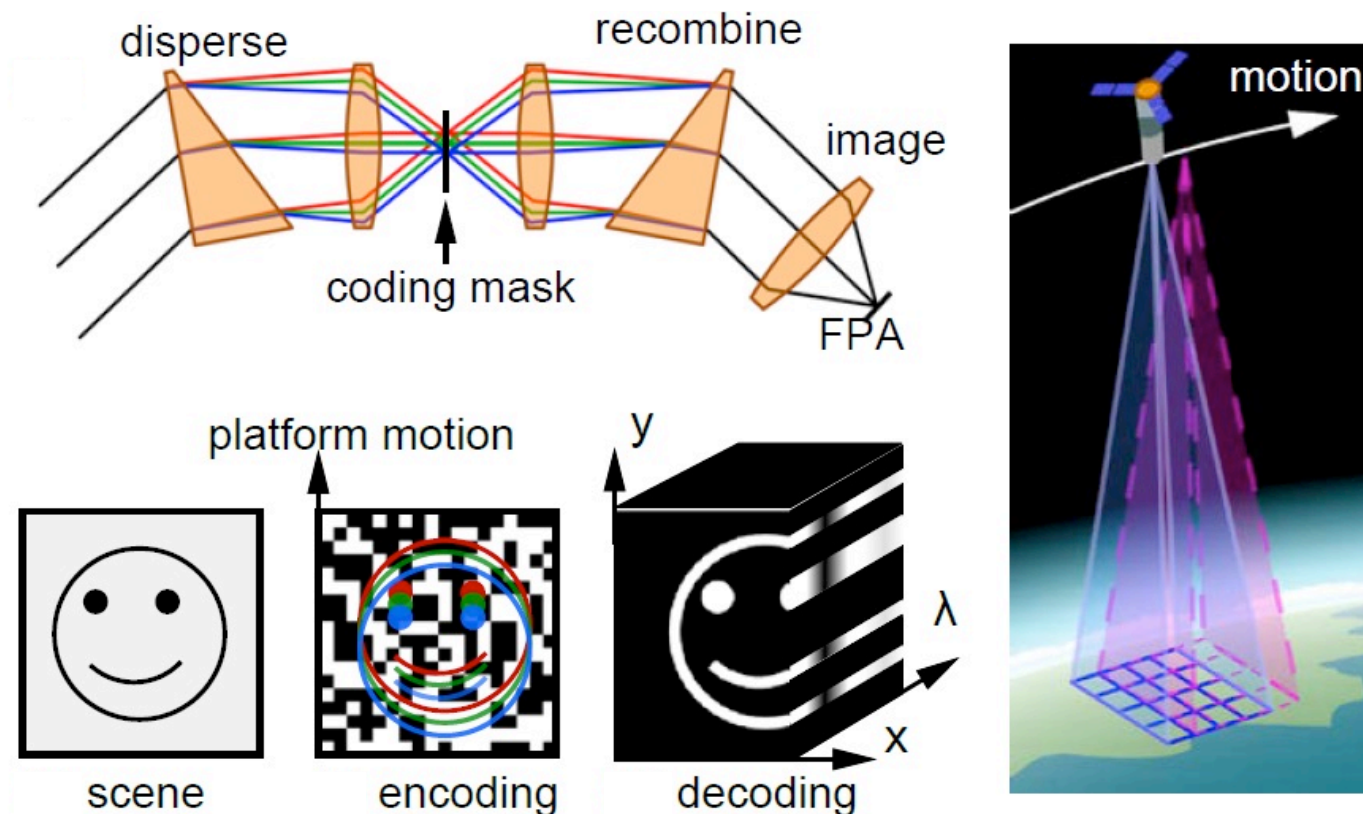 disperse
recombine
image
coding mask
FPA
motion
platform motion
y
λ
x
scene
encoding
decoding